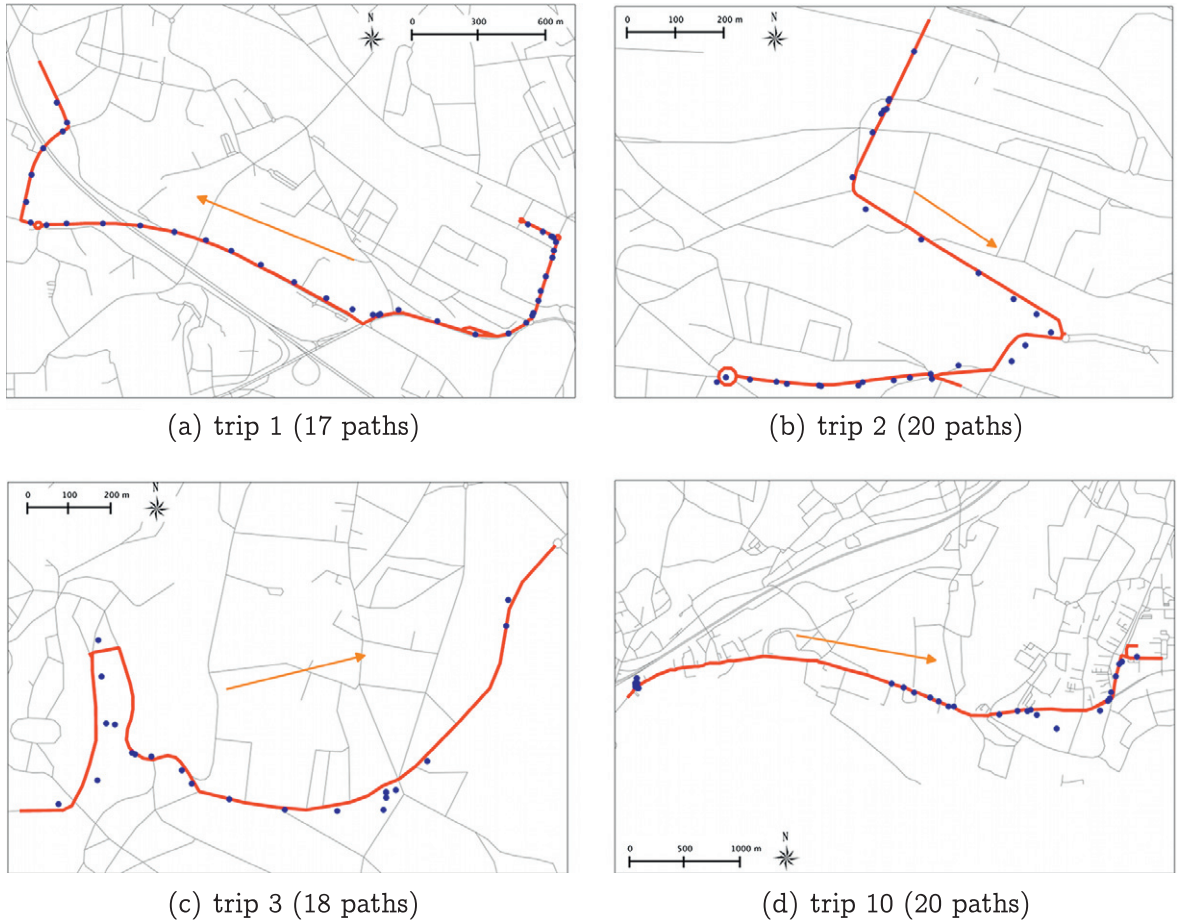 N
0 300 600 m
(a) trip 1 (17 paths)
0 100 200 m
N
(b) trip 2 (20 paths)
0 100 200 m
N
(c) trip 3 (18 paths)
N
0 500 1000 m
(d) trip 10 (20 paths)